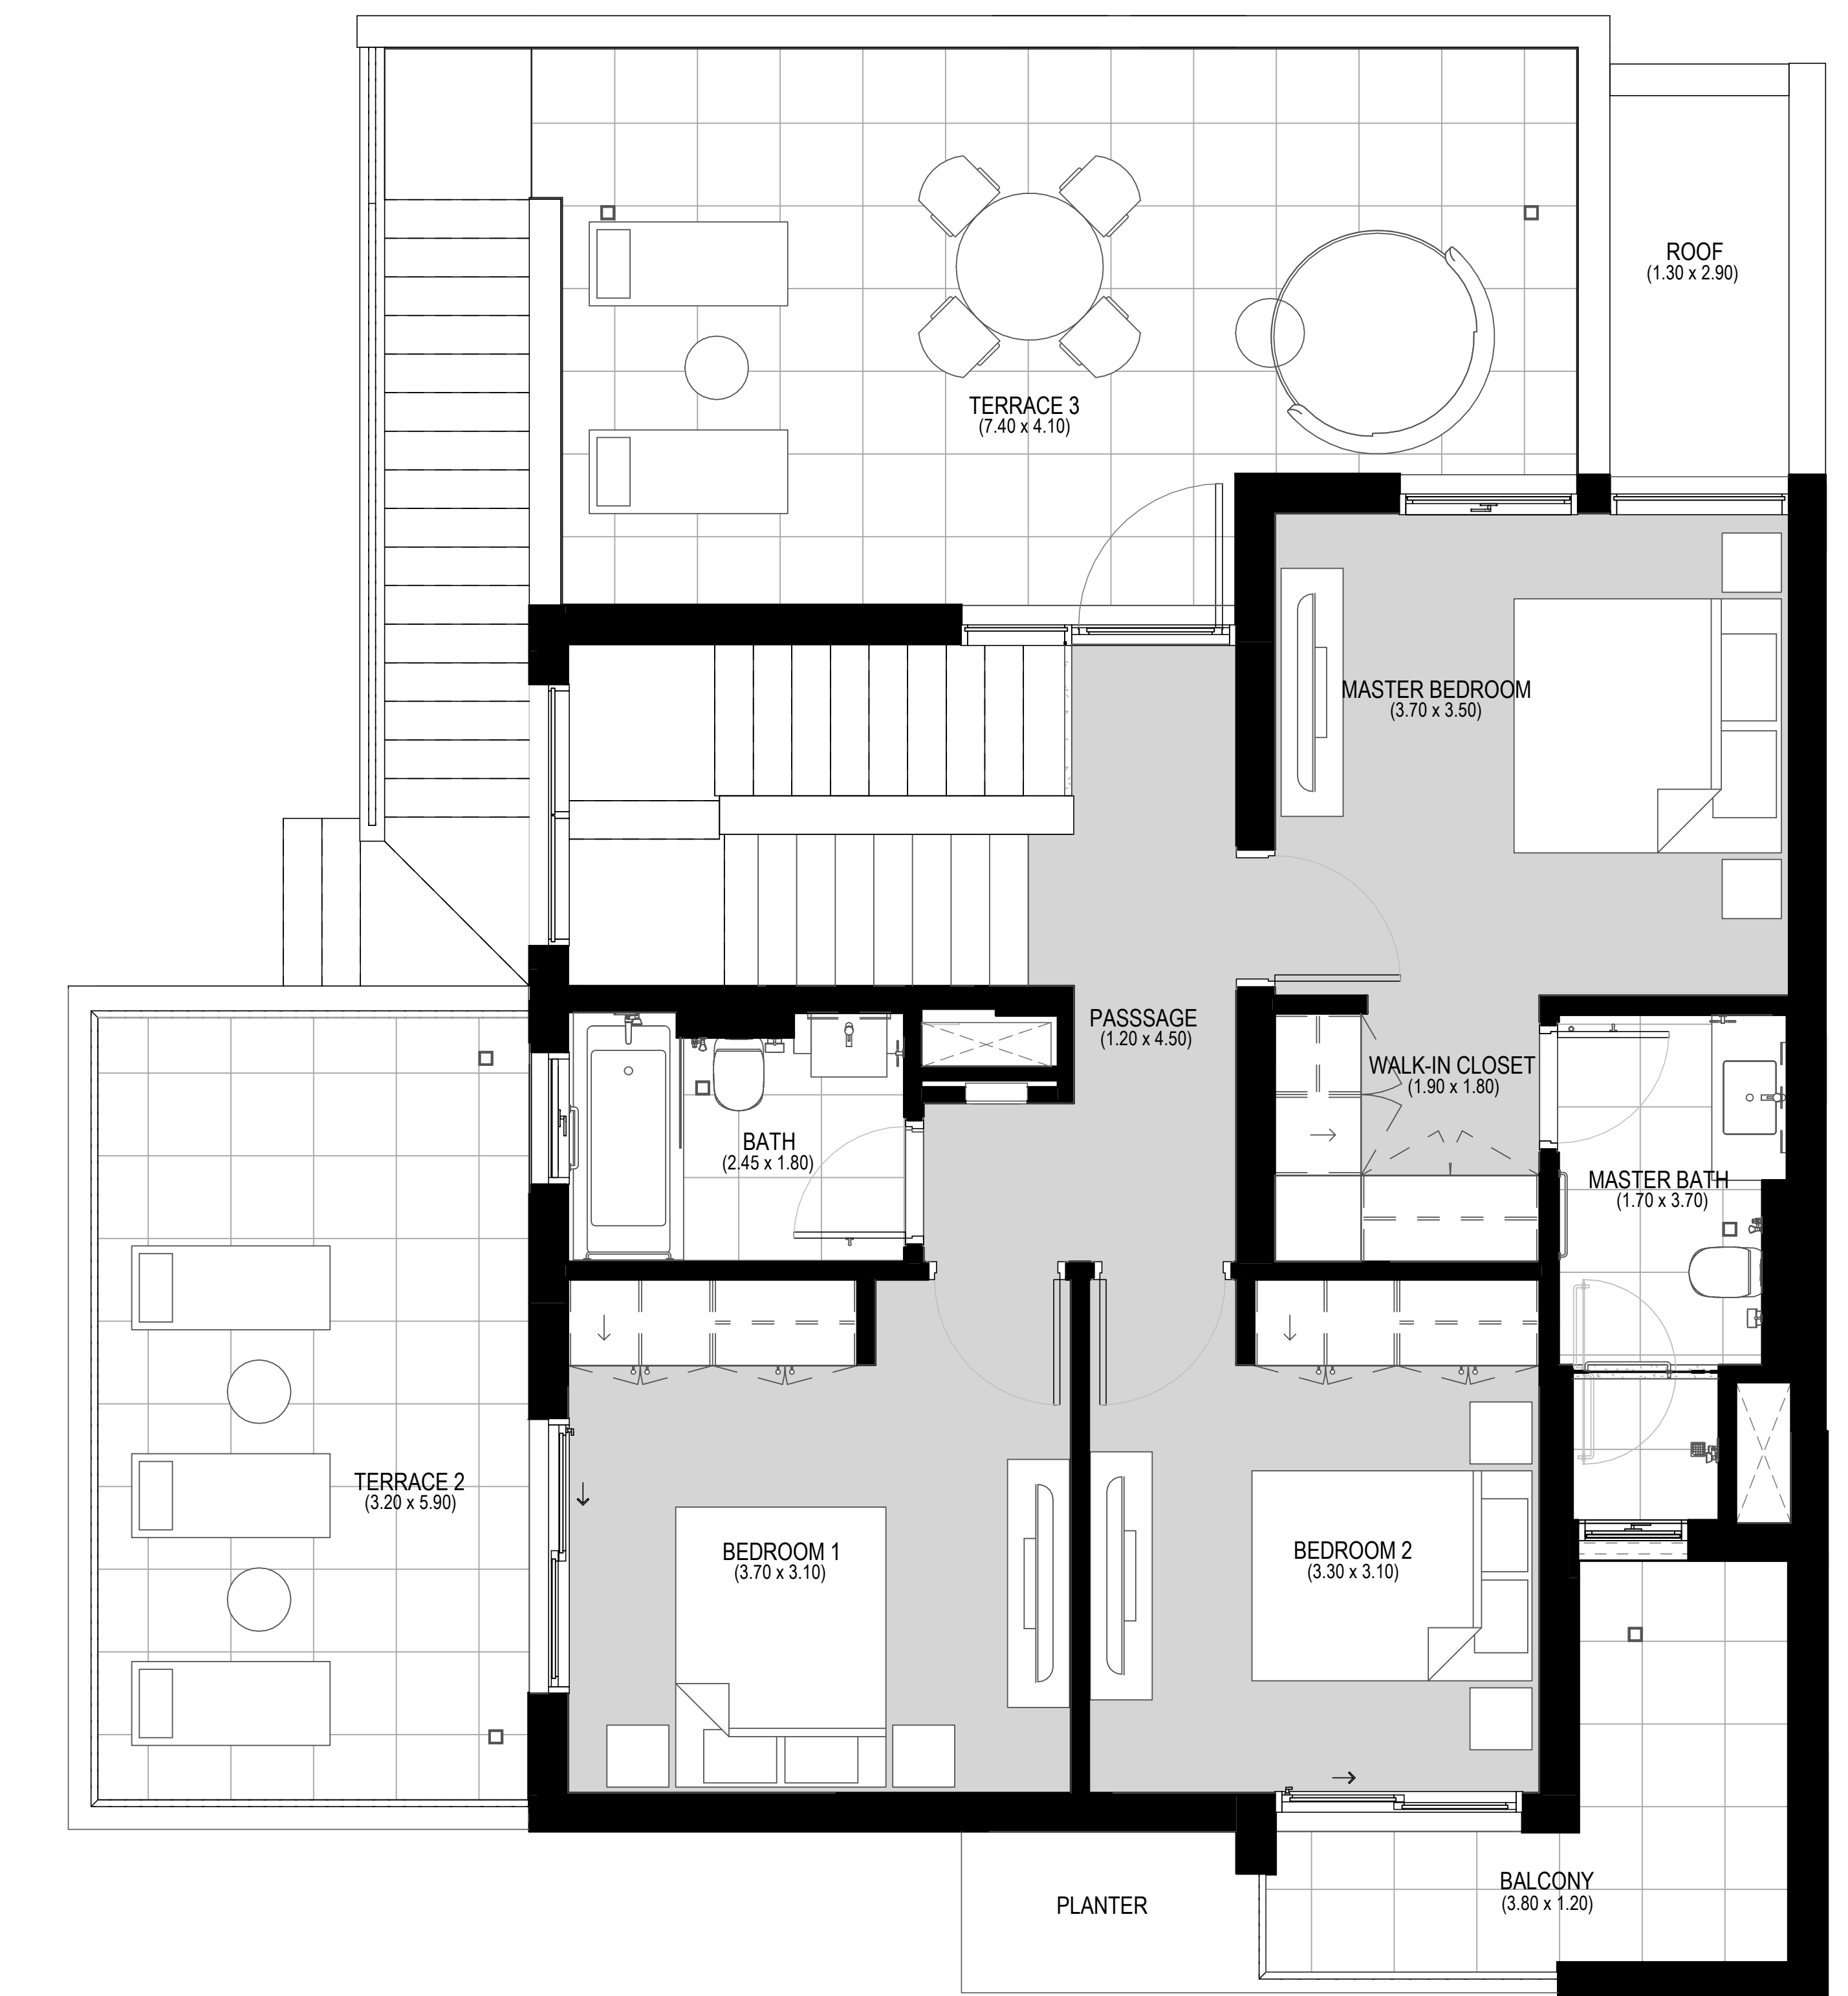 ROOF
(1.30 x 2.90)
TERRACE 3
(7.40 x 4.10)
MASTER BEDROOM
(3.70 x 3.50)
PASSSAGE
(1.20 x 4.50)
WALK-IN CLOSET
(1.90 x 1.80)
BATH
(2.45 x 1.80)
MASTER BATH
(1.70 x 3.70)
TERRACE 2
(3.20 x 5.90)
BEDROOM 1
(3.70 x 3.10)
BEDROOM 2
(3.30 x 3.10)
BALCONY
(3.80 x 1.20)
PLANTER